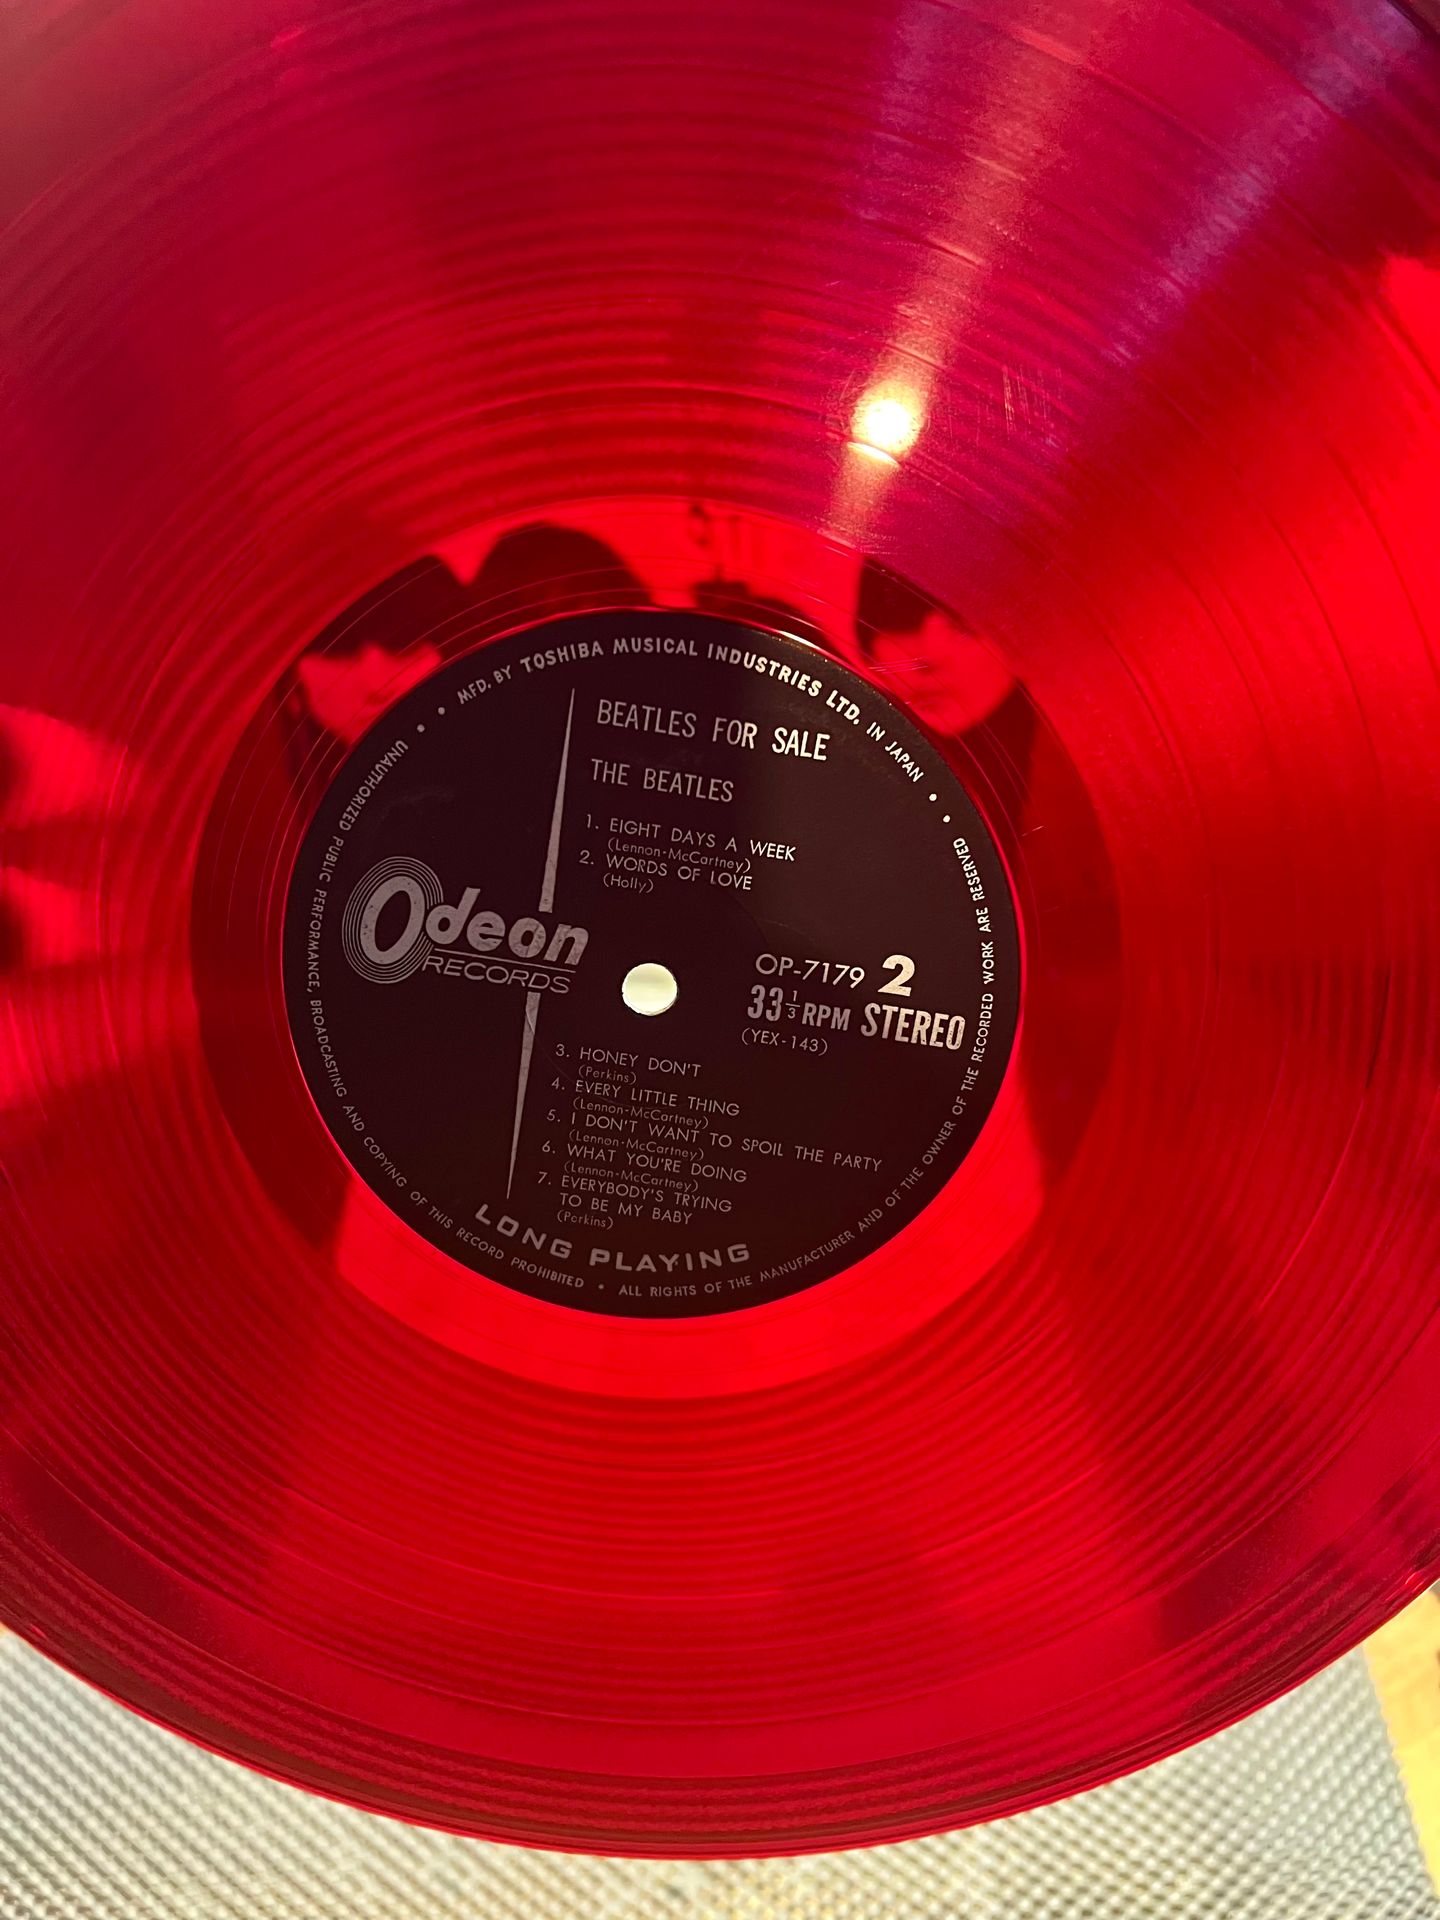 MFD. BY TOSHIBA MUSICAL INDUSTRIES LTD. IN JAPAN
BEATLES FOR SALE
THE BEATLES
1. EIGHT DAYS A WEEK
(Lennon-McCartney)
2. WORDS OF LOVE
(Holly)
Odeon
RECORDS
OP-7179 2
33 1/3 RPM STEREO
(YEX-143)
3. HONEY DON'T
(Perkins)
4. EVERY LITTLE THING
(Lennon-McCartney)
5. I DON'T WANT TO SPOIL THE PARTY
(Lennon-McCartney)
6. WHAT YOU'RE DOING
(Lennon-McCartney)
7. EVERYBODY'S TRYING
TO BE MY BABY
(Perkins)
LONG PLAYING
UNAUTHORIZED PUBLIC PERFORMANCE, BROADCASTING AND COPYING OF THIS RECORD PROHIBITED • ALL RIGHTS OF THE MANUFACTURER AND OF THE OWNER OF THE RECORDED WORK ARE RESERVED